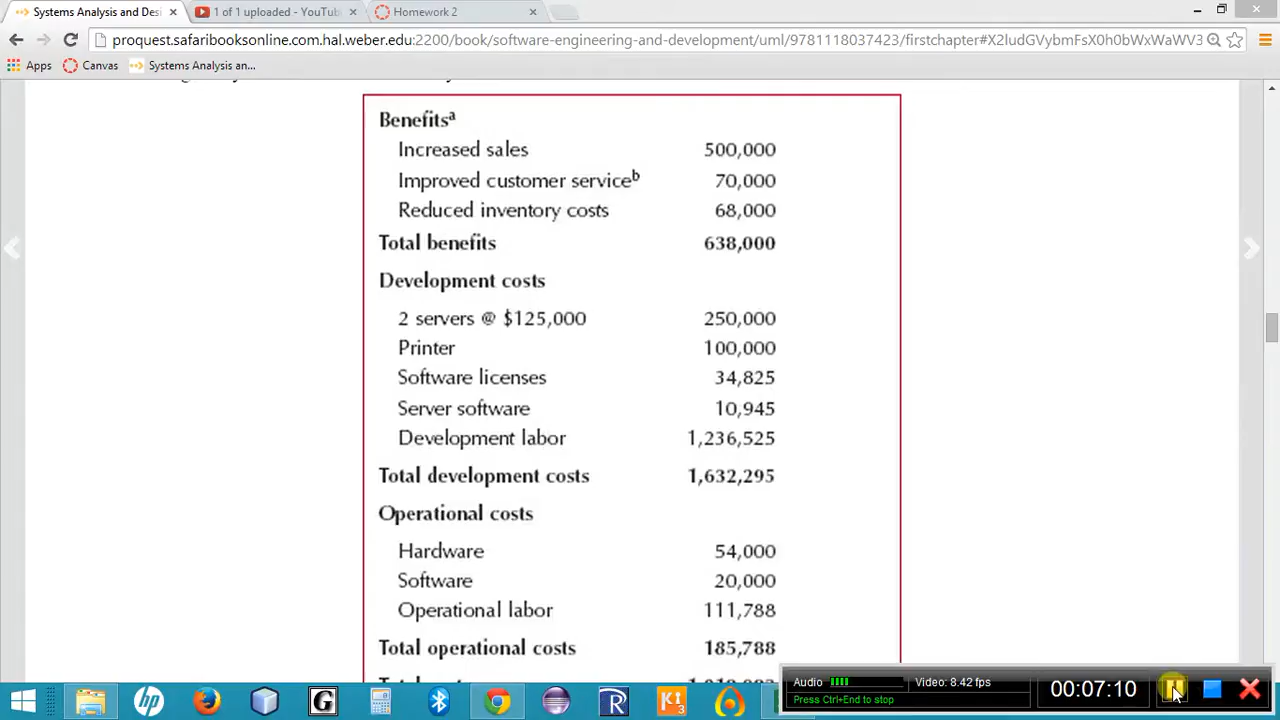 Systems Analysis and Desi
1 of 1 uploaded - YouTub
Homework 2
proquest.safaribooksonline.com.hal.weber.edu:2200/book/software-engineering-and-development/uml/9781118037423/firstchapter#X2ludGVybmFsX0h0bWxWaWV3
Apps
Canvas
Systems Analysis an...
Benefitsa
Increased sales 500,000
Improved customer serviceb 70,000
Reduced inventory costs 68,000
Total benefits 638,000
Development costs
2 servers @ $125,000 250,000
Printer 100,000
Software licenses 34,825
Server software 10,945
Development labor 1,236,525
Total development costs 1,632,295
Operational costs
Hardware 54,000
Software 20,000
Operational labor 111,788
Total operational costs 185,788
Audio
Video: 8.42 fps
Press Ctrl+End to stop
00:07:10
hp
G
R
K1
3